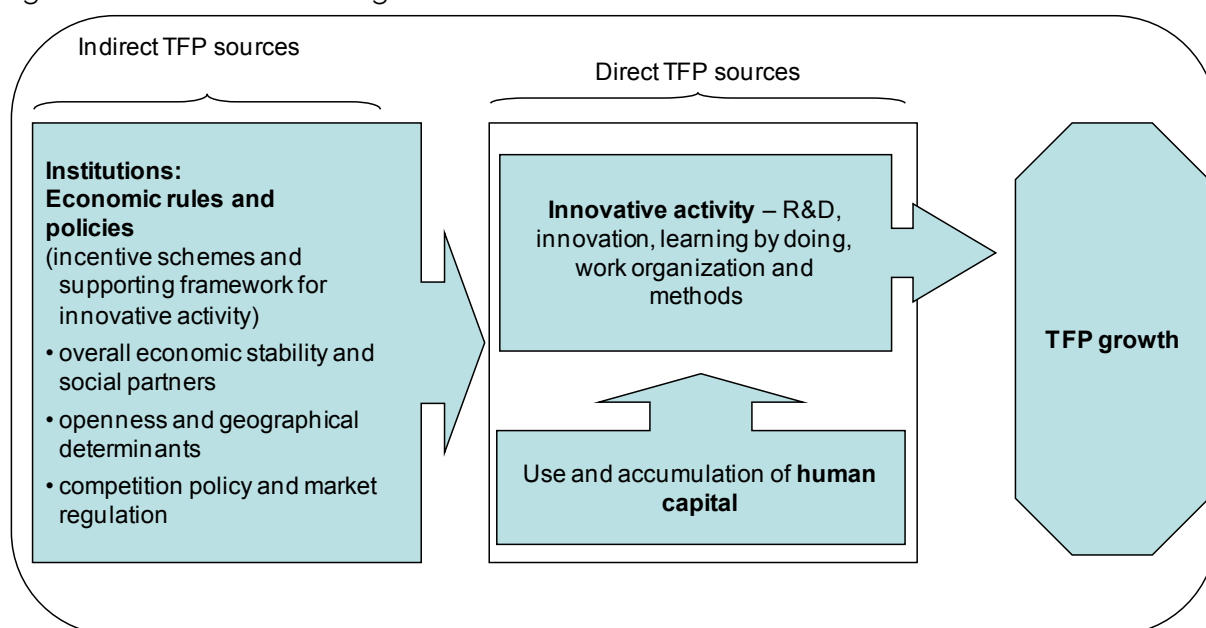 Indirect TFP sources
Direct TFP sources
Institutions:
Economic rules and
policies
(incentive schemes and
supporting framework for
innovative activity)
• overall economic stability and
social partners
• openness and geographical
determinants
• competition policy and market
regulation
Innovative activity – R&D,
innovation, learning by doing,
work organization and
methods
Use and accumulation of human
capital
TFP growth